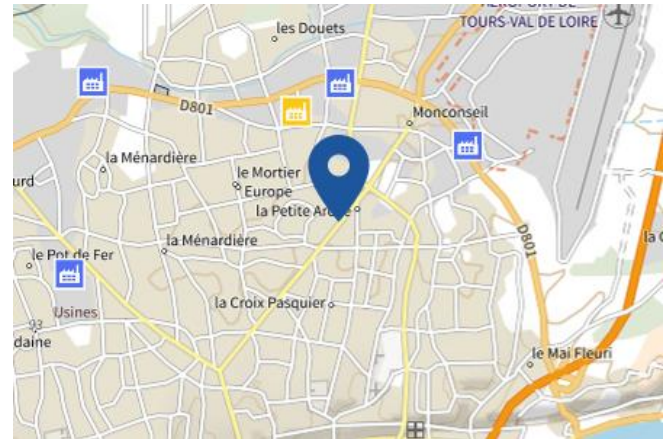 TOURS-VAL DE LOIRE
les Douets
D801
Monconseil
la Ménardière
le Mortier
Europe
la Petite
la Ménardière
D801
le Pot de Fer
la Croix Pasquier
Usines
93
daine
le Mai Fleuri